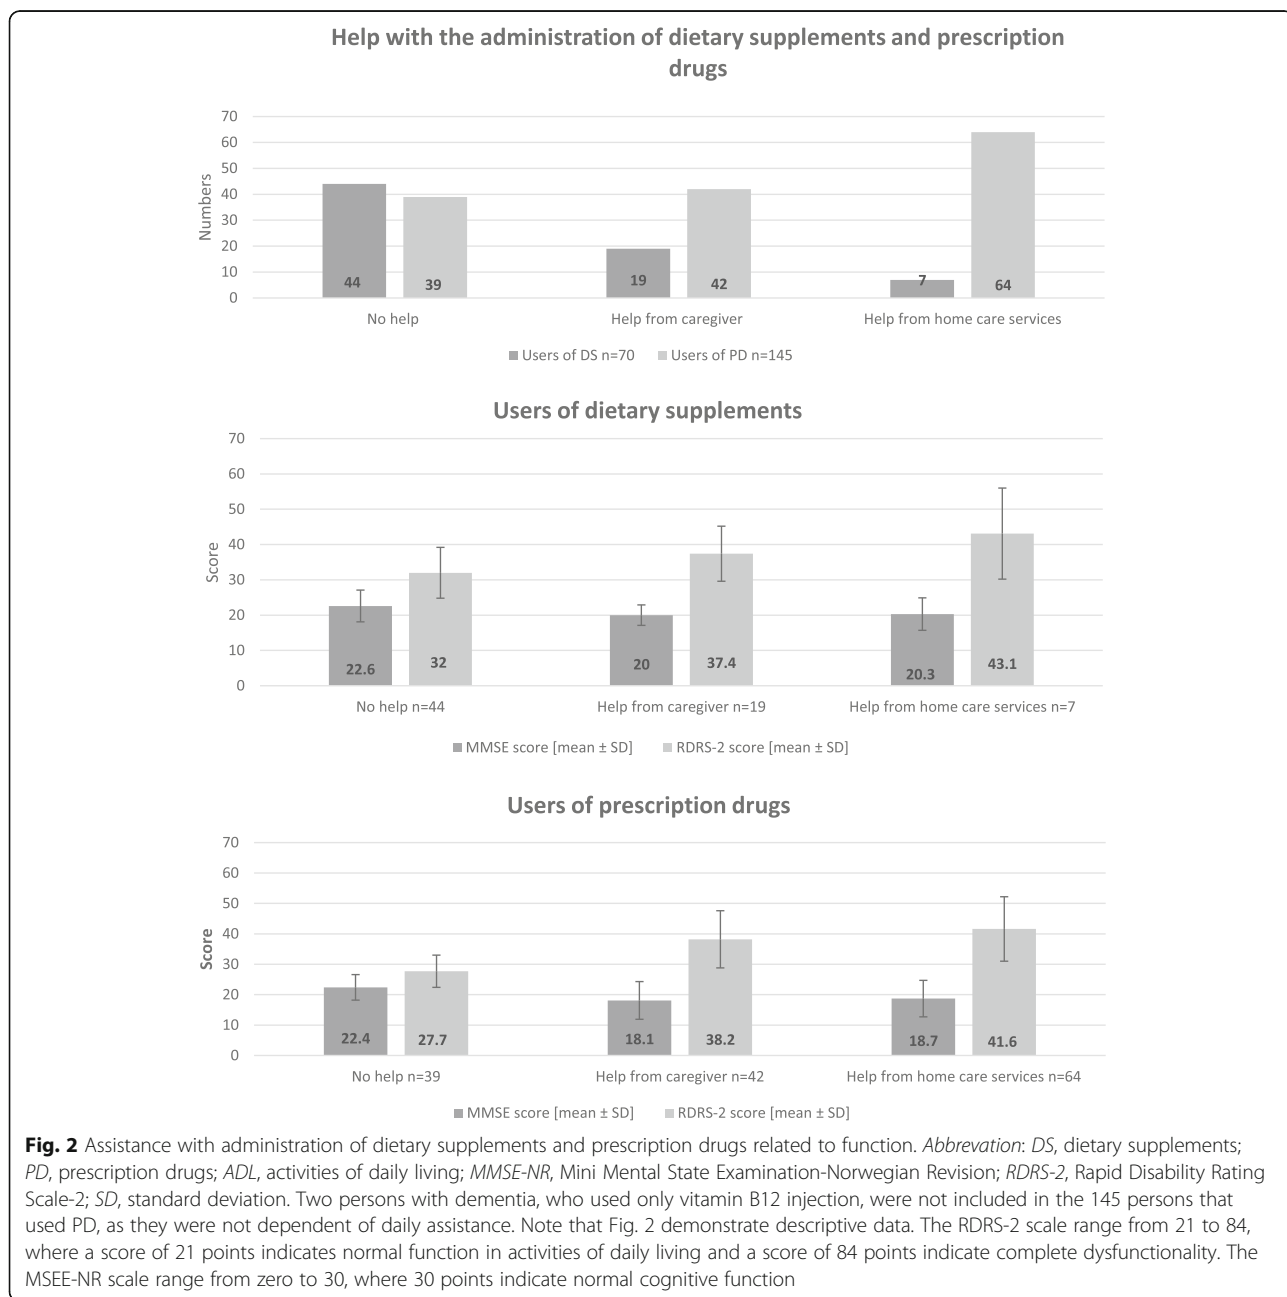 Help with the administration of dietary supplements and prescription
drugs
70
60
50
40
30
20
10
0
Numbers
44
39
19
42
7
64
No help
Help from caregiver
Help from home care services
Users of DS n=70
Users of PD n=145
Users of dietary supplements
70
60
50
40
30
20
10
0
Score
22.6
32
20
37.4
20.3
43.1
No help n=44
Help from caregiver n=19
Help from home care services n=7
MMSE score [mean ± SD]
RDRS-2 score [mean ± SD]
Users of prescription drugs
70
60
50
40
30
20
10
0
Score
22.4
27.7
18.1
38.2
18.7
41.6
No help n=39
Help from caregiver n=42
Help from home care services n=64
MMSE score [mean ± SD]
RDRS-2 score [mean ± SD]
Fig. 2 Assistance with administration of dietary supplements and prescription drugs related to function. Abbrevation: DS, dietary supplements;
PD, prescription drugs; ADL, activities of daily living; MMSE-NR, Mini Mental State Examination-Norwegian Revision; RDRS-2, Rapid Disability Rating
Scale-2; SD, standard deviation. Two persons with dementia, who used only vitamin B12 injection, were not included in the 145 persons that
used PD, as they were not dependent of daily assistance. Note that Fig. 2 demonstrate descriptive data. The RDRS-2 scale range from 21 to 84,
where a score of 21 points indicates normal function in activities of daily living and a score of 84 points indicate complete dysfunctionality. The
MSEE-NR scale range from zero to 30, where 30 points indicate normal cognitive function